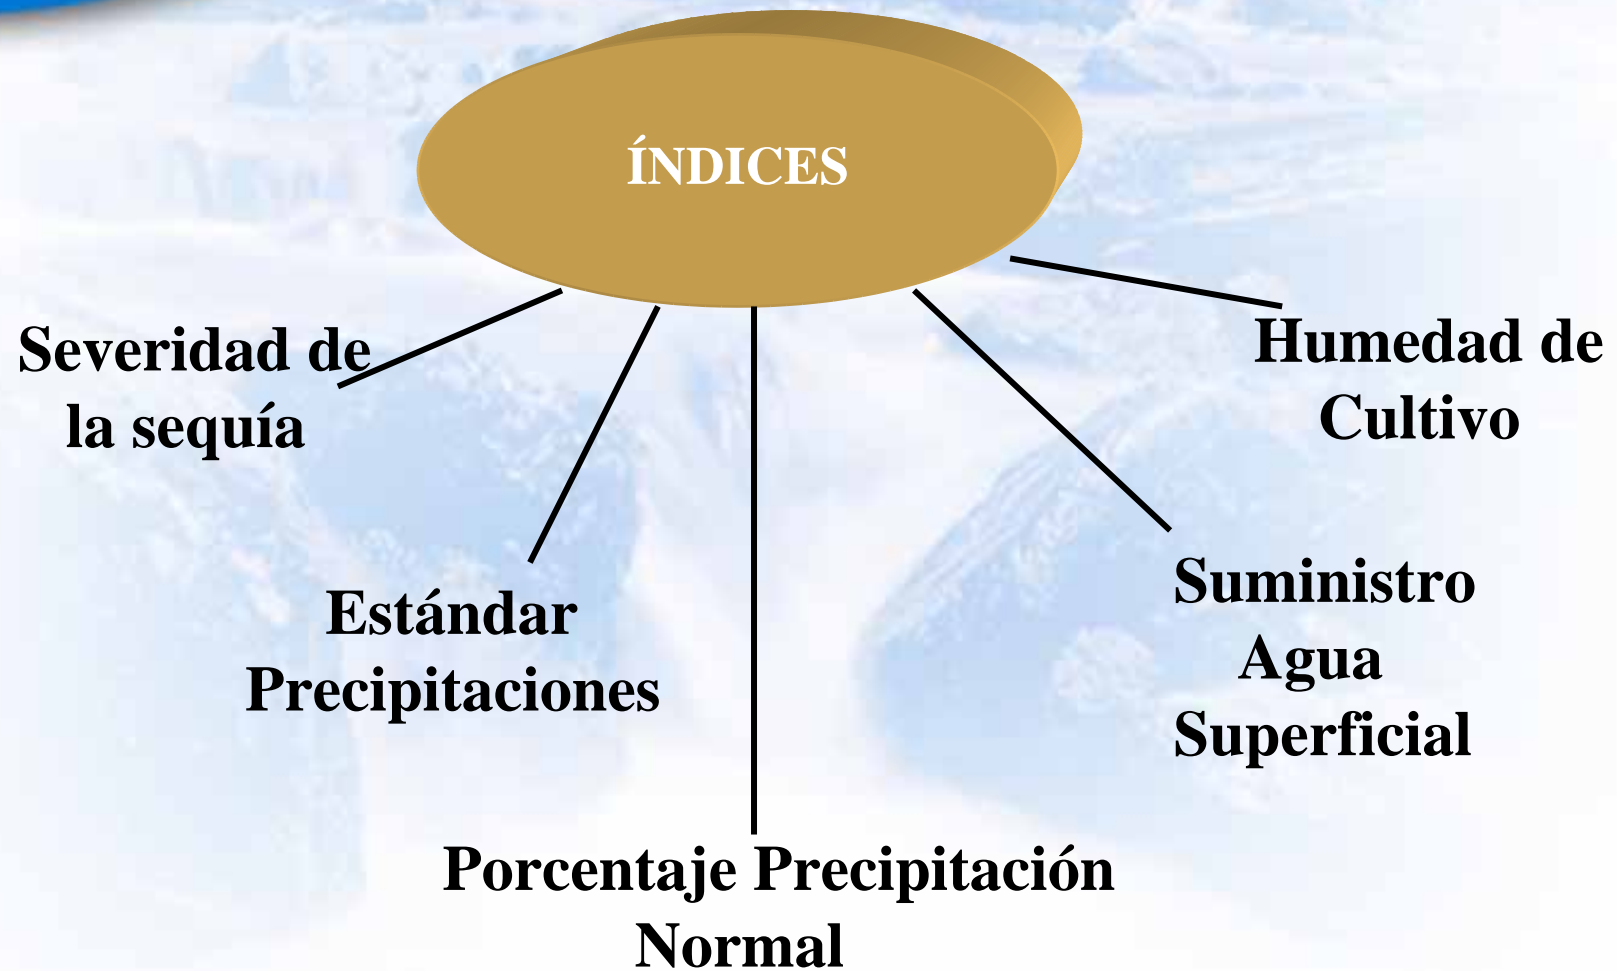 ÍNDICES
Severidad de
la sequía
Estándar
Precipitaciones
Porcentaje Precipitación
Normal
Suministro
Agua
Superficial
Humedad de
Cultivo